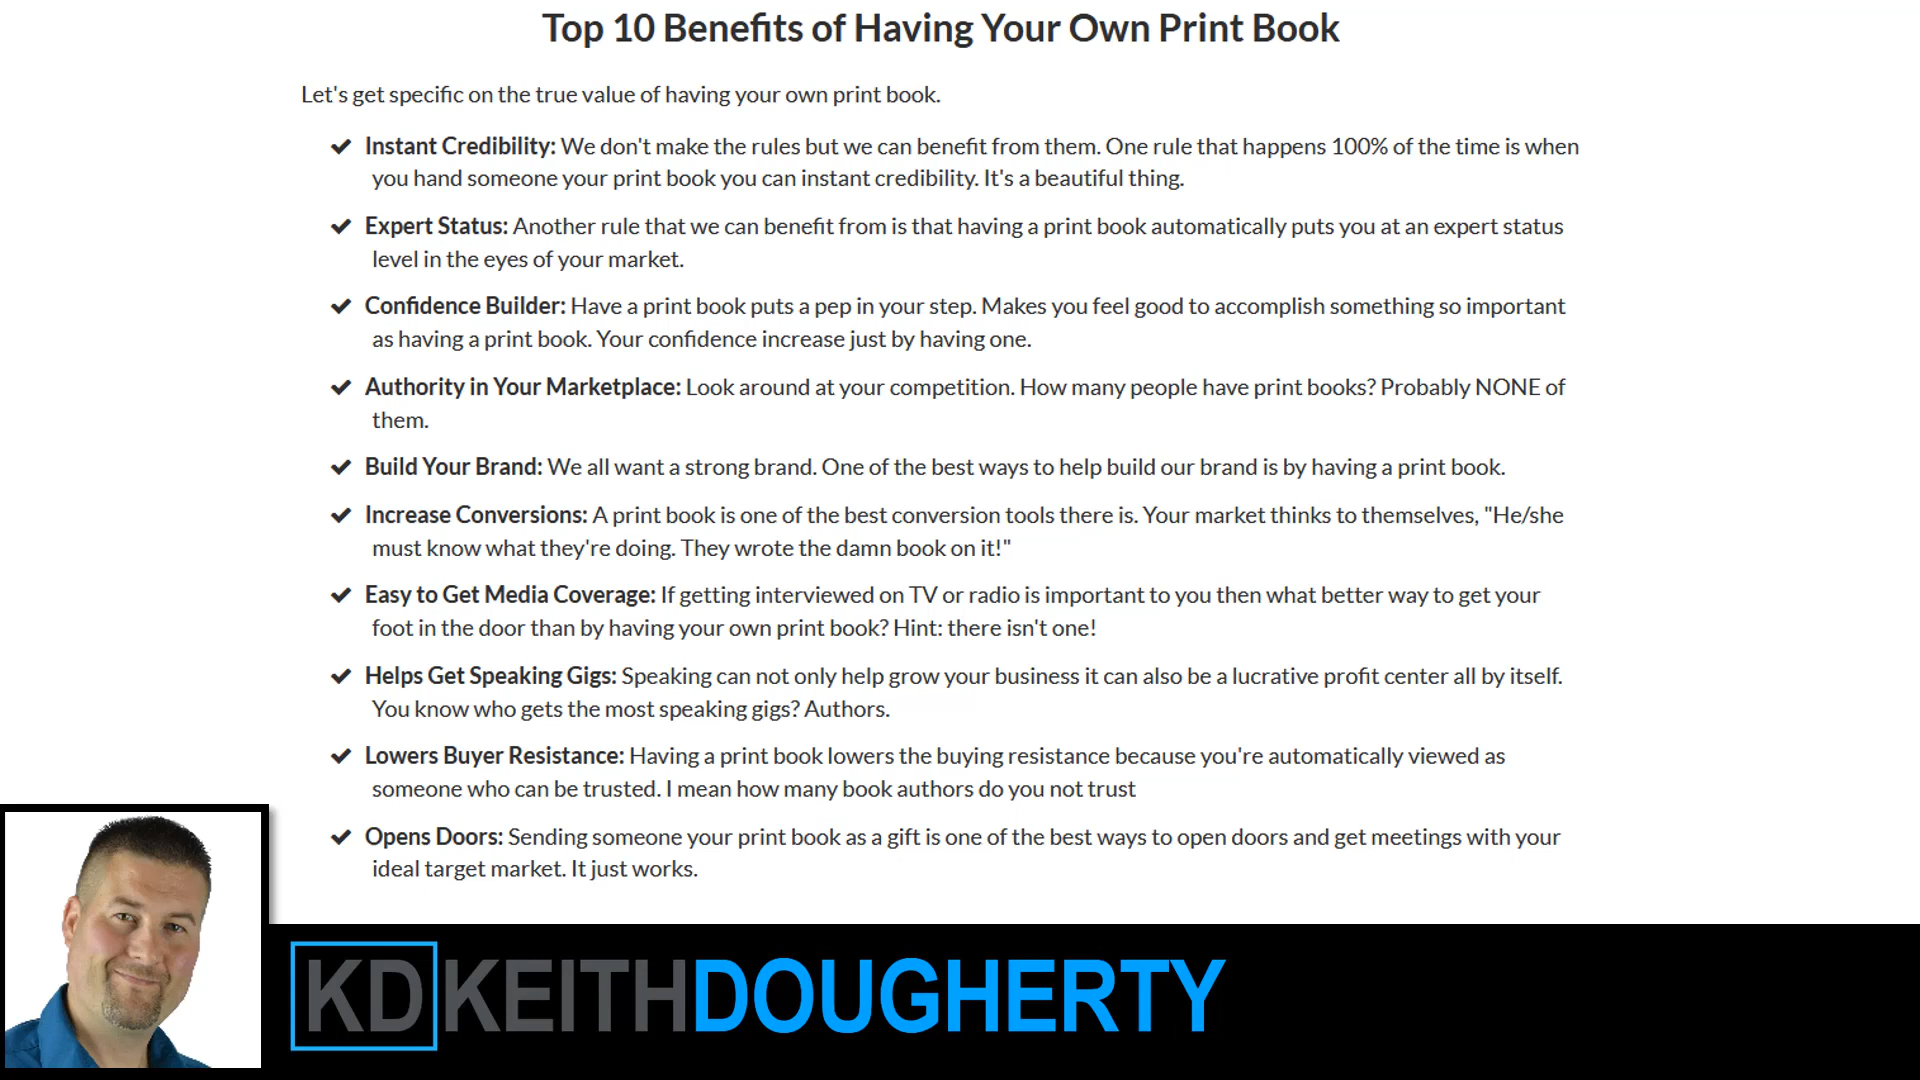 Top 10 Benefits of Having Your Own Print Book
Let's get specific on the true value of having your own print book.
Instant Credibility: We don't make the rules but we can benefit from them. One rule that happens 100% of the time is when
you hand someone your print book you can instant credibility. It's a beautiful thing.
Expert Status: Another rule that we can benefit from is that having a print book automatically puts you at an expert status
level in the eyes of your market.
Confidence Builder: Have a print book puts a pep in your step. Makes you feel good to accomplish something so important
as having a print book. Your confidence increase just by having one.
Authority in Your Marketplace: Look around at your competition. How many people have print books? Probably NONE of
them.
Build Your Brand: We all want a strong brand. One of the best ways to help build our brand is by having a print book.
Increase Conversions: A print book is one of the best conversion tools there is. Your market thinks to themselves, "He/she
must know what they're doing. They wrote the damn book on it!"
Easy to Get Media Coverage: If getting interviewed on TV or radio is important to you then what better way to get your
foot in the door than by having your own print book? Hint: there isn't one!
Helps Get Speaking Gigs: Speaking can not only help grow your business it can also be a lucrative profit center all by itself.
You know who gets the most speaking gigs? Authors.
Lowers Buyer Resistance: Having a print book lowers the buying resistance because you're automatically viewed as
someone who can be trusted. I mean how many book authors do you not trust
Opens Doors: Sending someone your print book as a gift is one of the best ways to open doors and get meetings with your
ideal target market. It just works.
KD KEITHDOUGHERTY